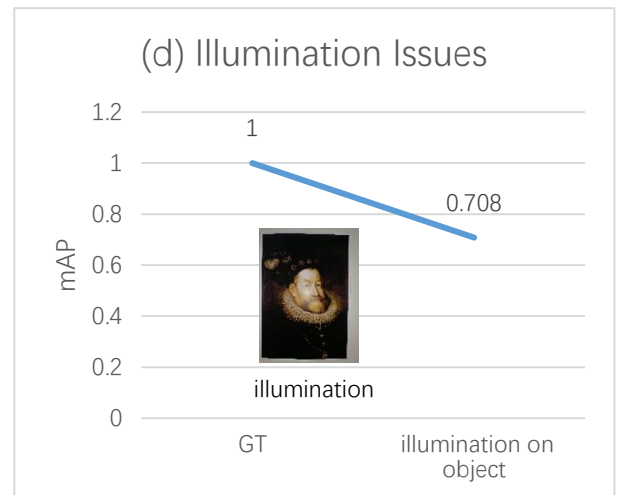 (d) Illumination Issues
1.2
1
0.8
0.6
0.4
0.2
0
mAP
1
0.708
illumination
GT
illumination on
object